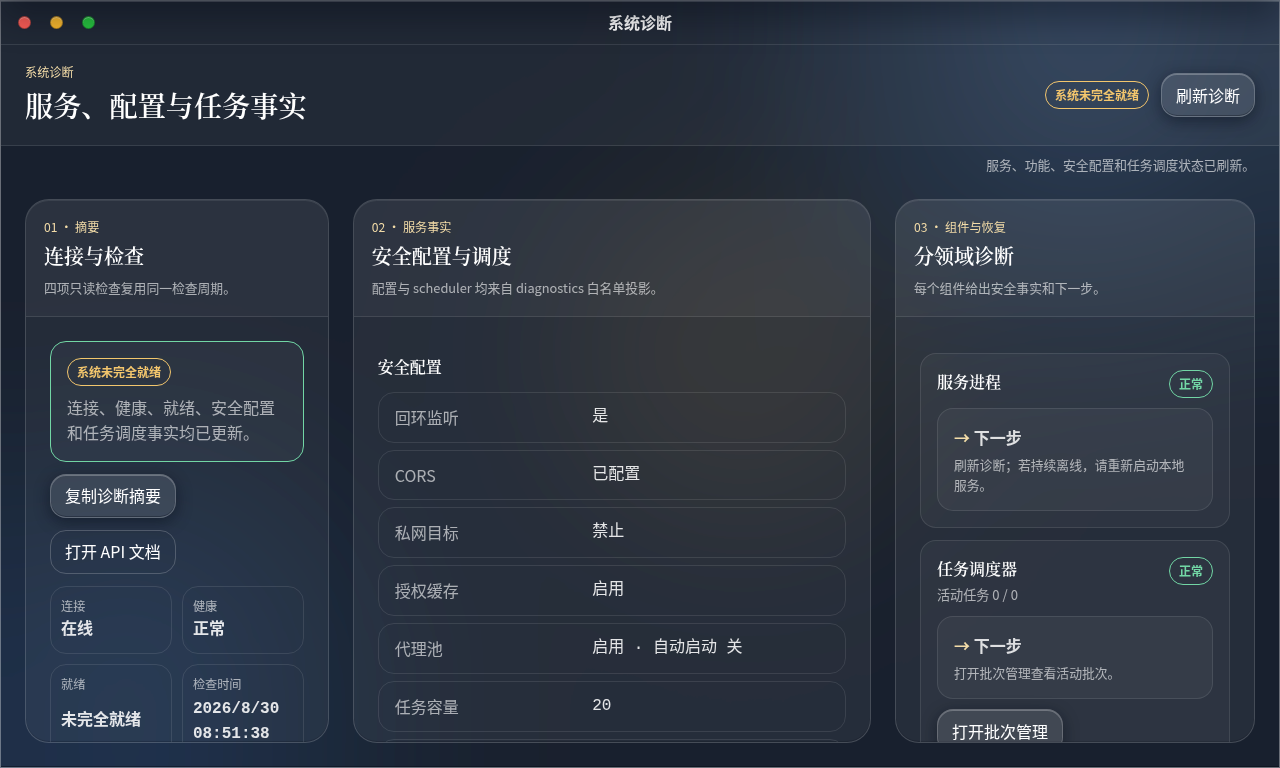 系统诊断
系统诊断
服务、配置与任务事实
系统未完全就绪
刷新诊断
服务、功能、安全配置和任务调度状态已刷新。
01 · 摘要
连接与检查
四项只读检查复用同一检查周期。
系统未完全就绪
连接、健康、就绪、安全配置
和任务调度事实均已更新。
复制诊断摘要
打开 API 文档
连接
在线
健康
正常
就绪
未完全就绪
检查时间
2026/8/30
08:51:38
02 · 服务事实
安全配置与调度
配置与 scheduler 均来自 diagnostics 白名单投影。
安全配置
回环监听 是
CORS 已配置
私网目标 禁止
授权缓存 启用
代理池 启用 · 自动启动 关
任务容量 20
03 · 组件与恢复
分领域诊断
每个组件给出安全事实和下一步。
服务进程
正常
→ 下一步
刷新诊断；若持续离线，请重新启动本地
服务。
任务调度器
正常
活动任务 0 / 0
→ 下一步
打开批次管理查看活动批次。
打开批次管理